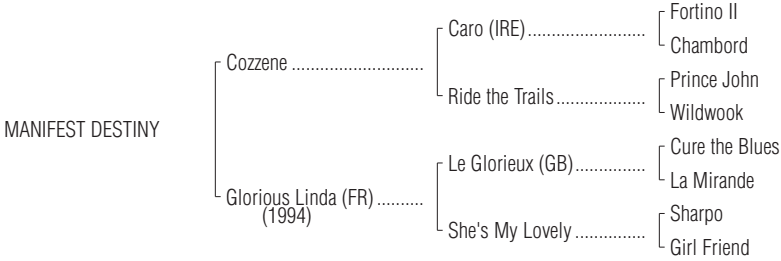 Fortino II
Caro (IRE)..........................
Chambord
Cozzene ............................
Prince John
Ride the Trails....................
Wildwook
MANIFEST DESTINY
Cure the Blues
Le Glorieux (GB)................
La Mirande
Glorious Linda (FR) ..........
(1994)
Sharpo
She's My Lovely ................
Girl Friend